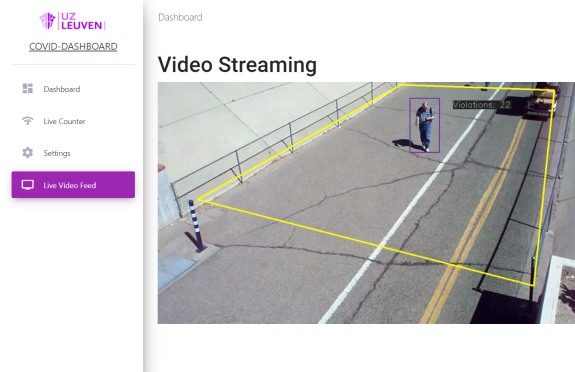 UZ
LEUVEN
COVID-DASHBOARD
Dashboard
Live Counter
Settings
Live Video Feed
Dashboard
Video Streaming
Violations: 22